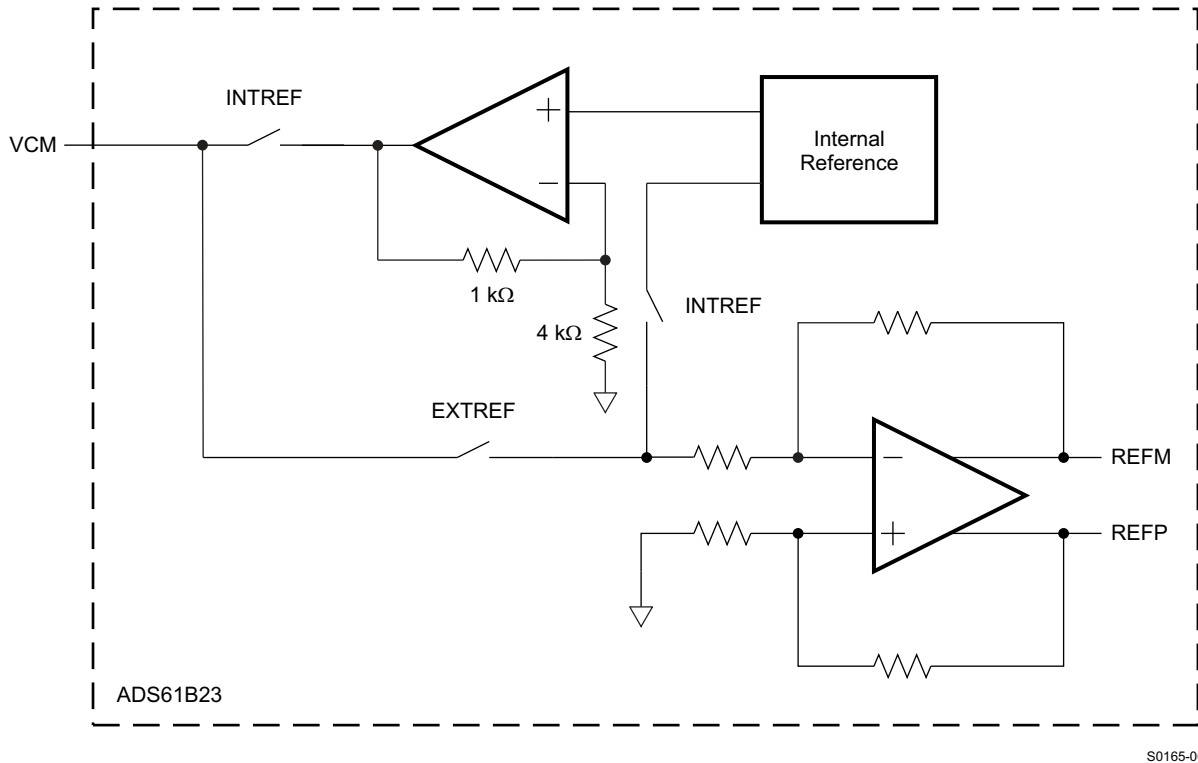 INTREF
VCM
+
−
Internal
Reference
1 kΩ
4 kΩ
INTREF
EXTREF
−
REFM
+
REFP
ADS61B23
S0165-0